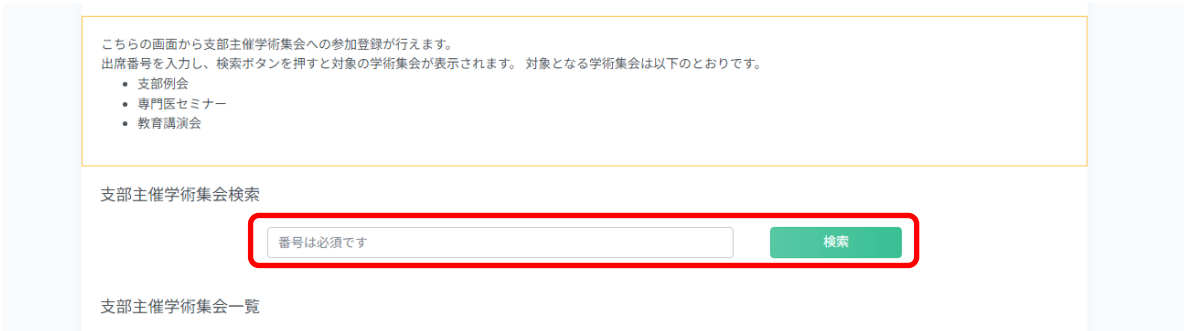 こちらの画面から支部主催学術集会への参加登録が行えます。
出席番号を入力し、検索ボタンを押すと対象の学術集会が表示されます。 対象となる学術集会は以下のとおりです。
• 支部例会
• 専門医セミナー
• 教育講演会
支部主催学術集会検索
番号は必須です 検索
支部主催学術集会一覧